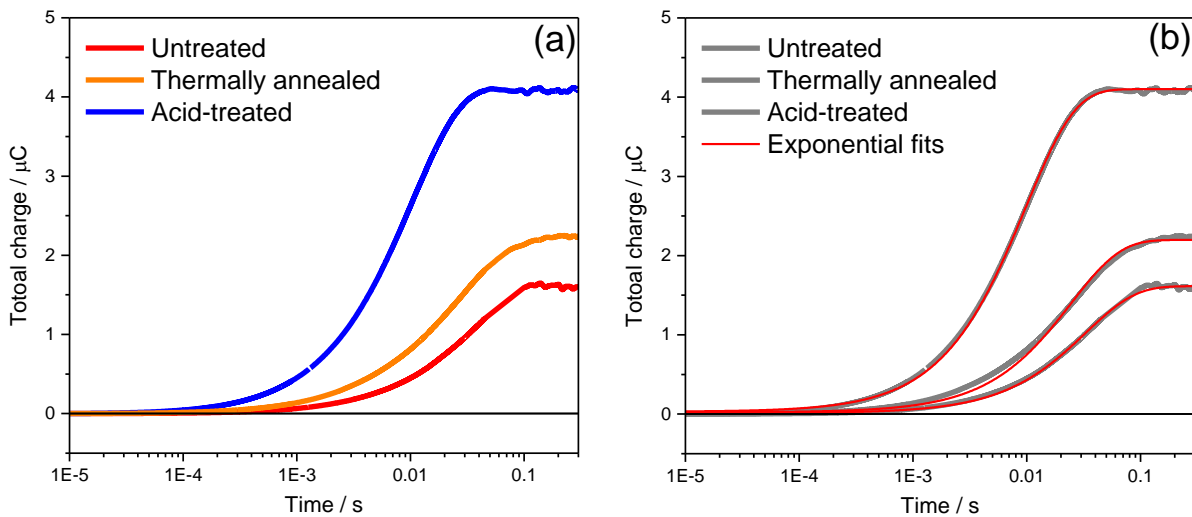 (a)
Untreated
Thermally annealed
Acid-treated
Totoal charge / μC
5
4
3
2
1
0
1E-5 1E-4 1E-3 0.01 0.1
Time / s
(b)
Untreated
Thermally annealed
Acid-treated
Exponential fits
Totoal charge / μC
5
4
3
2
1
0
1E-5 1E-4 1E-3 0.01 0.1
Time / s